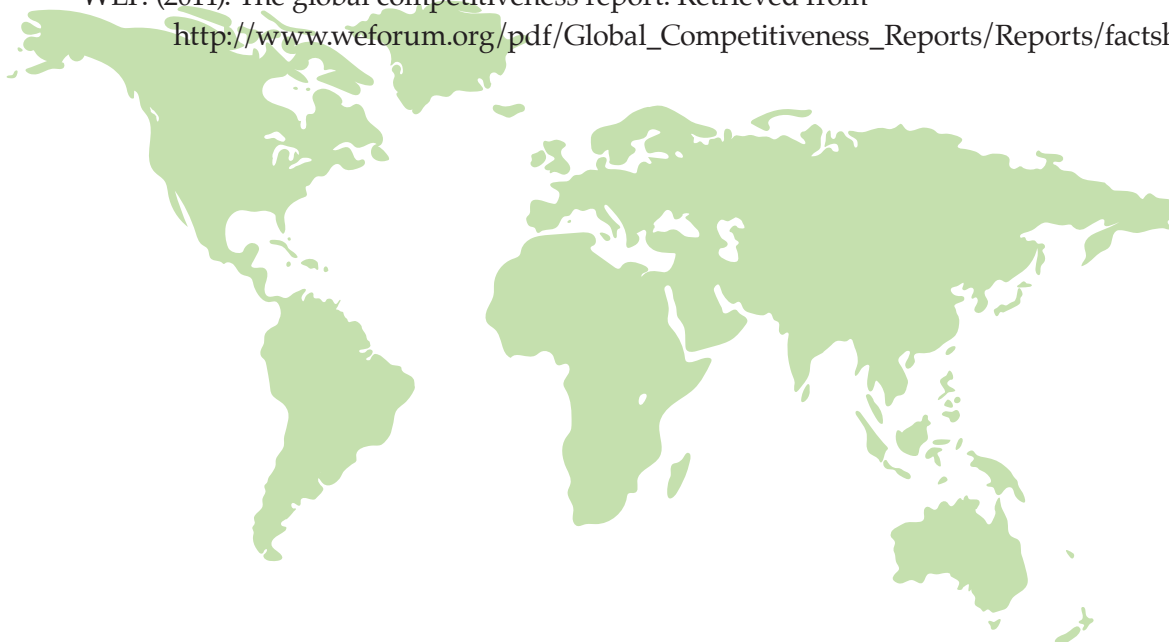 WEF. (2011). The global competitiveness report. Retrieved from
http://www.weforum.org/pdf/Global_Competitiveness_Reports/Reports/factsh